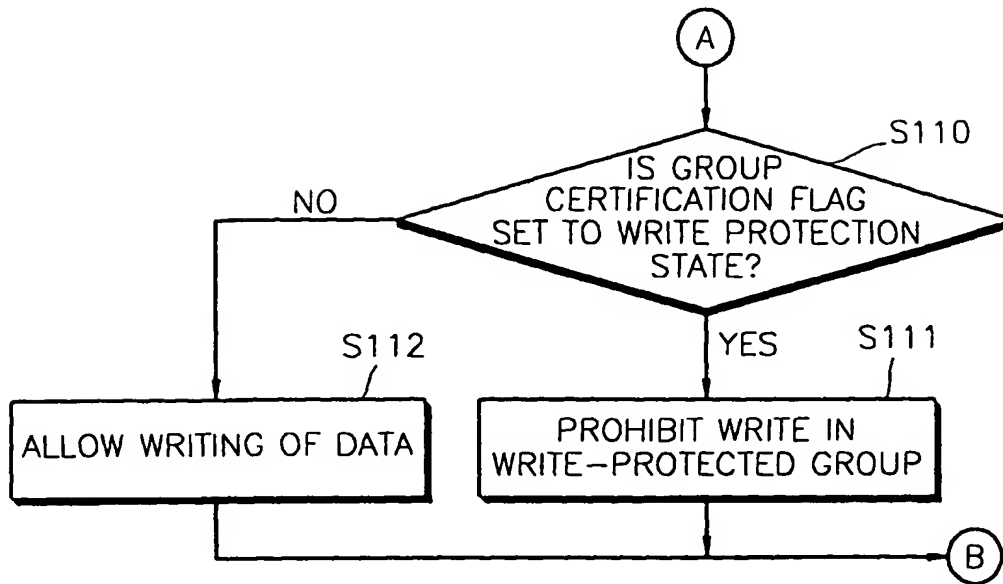 A
S110
IS GROUP
CERTIFICATION FLAG
SET TO WRITE PROTECTION
STATE?
NO
YES
S112
S111
ALLOW WRITING OF DATA
PROHIBIT WRITE IN
WRITE-PROTECTED GROUP
B